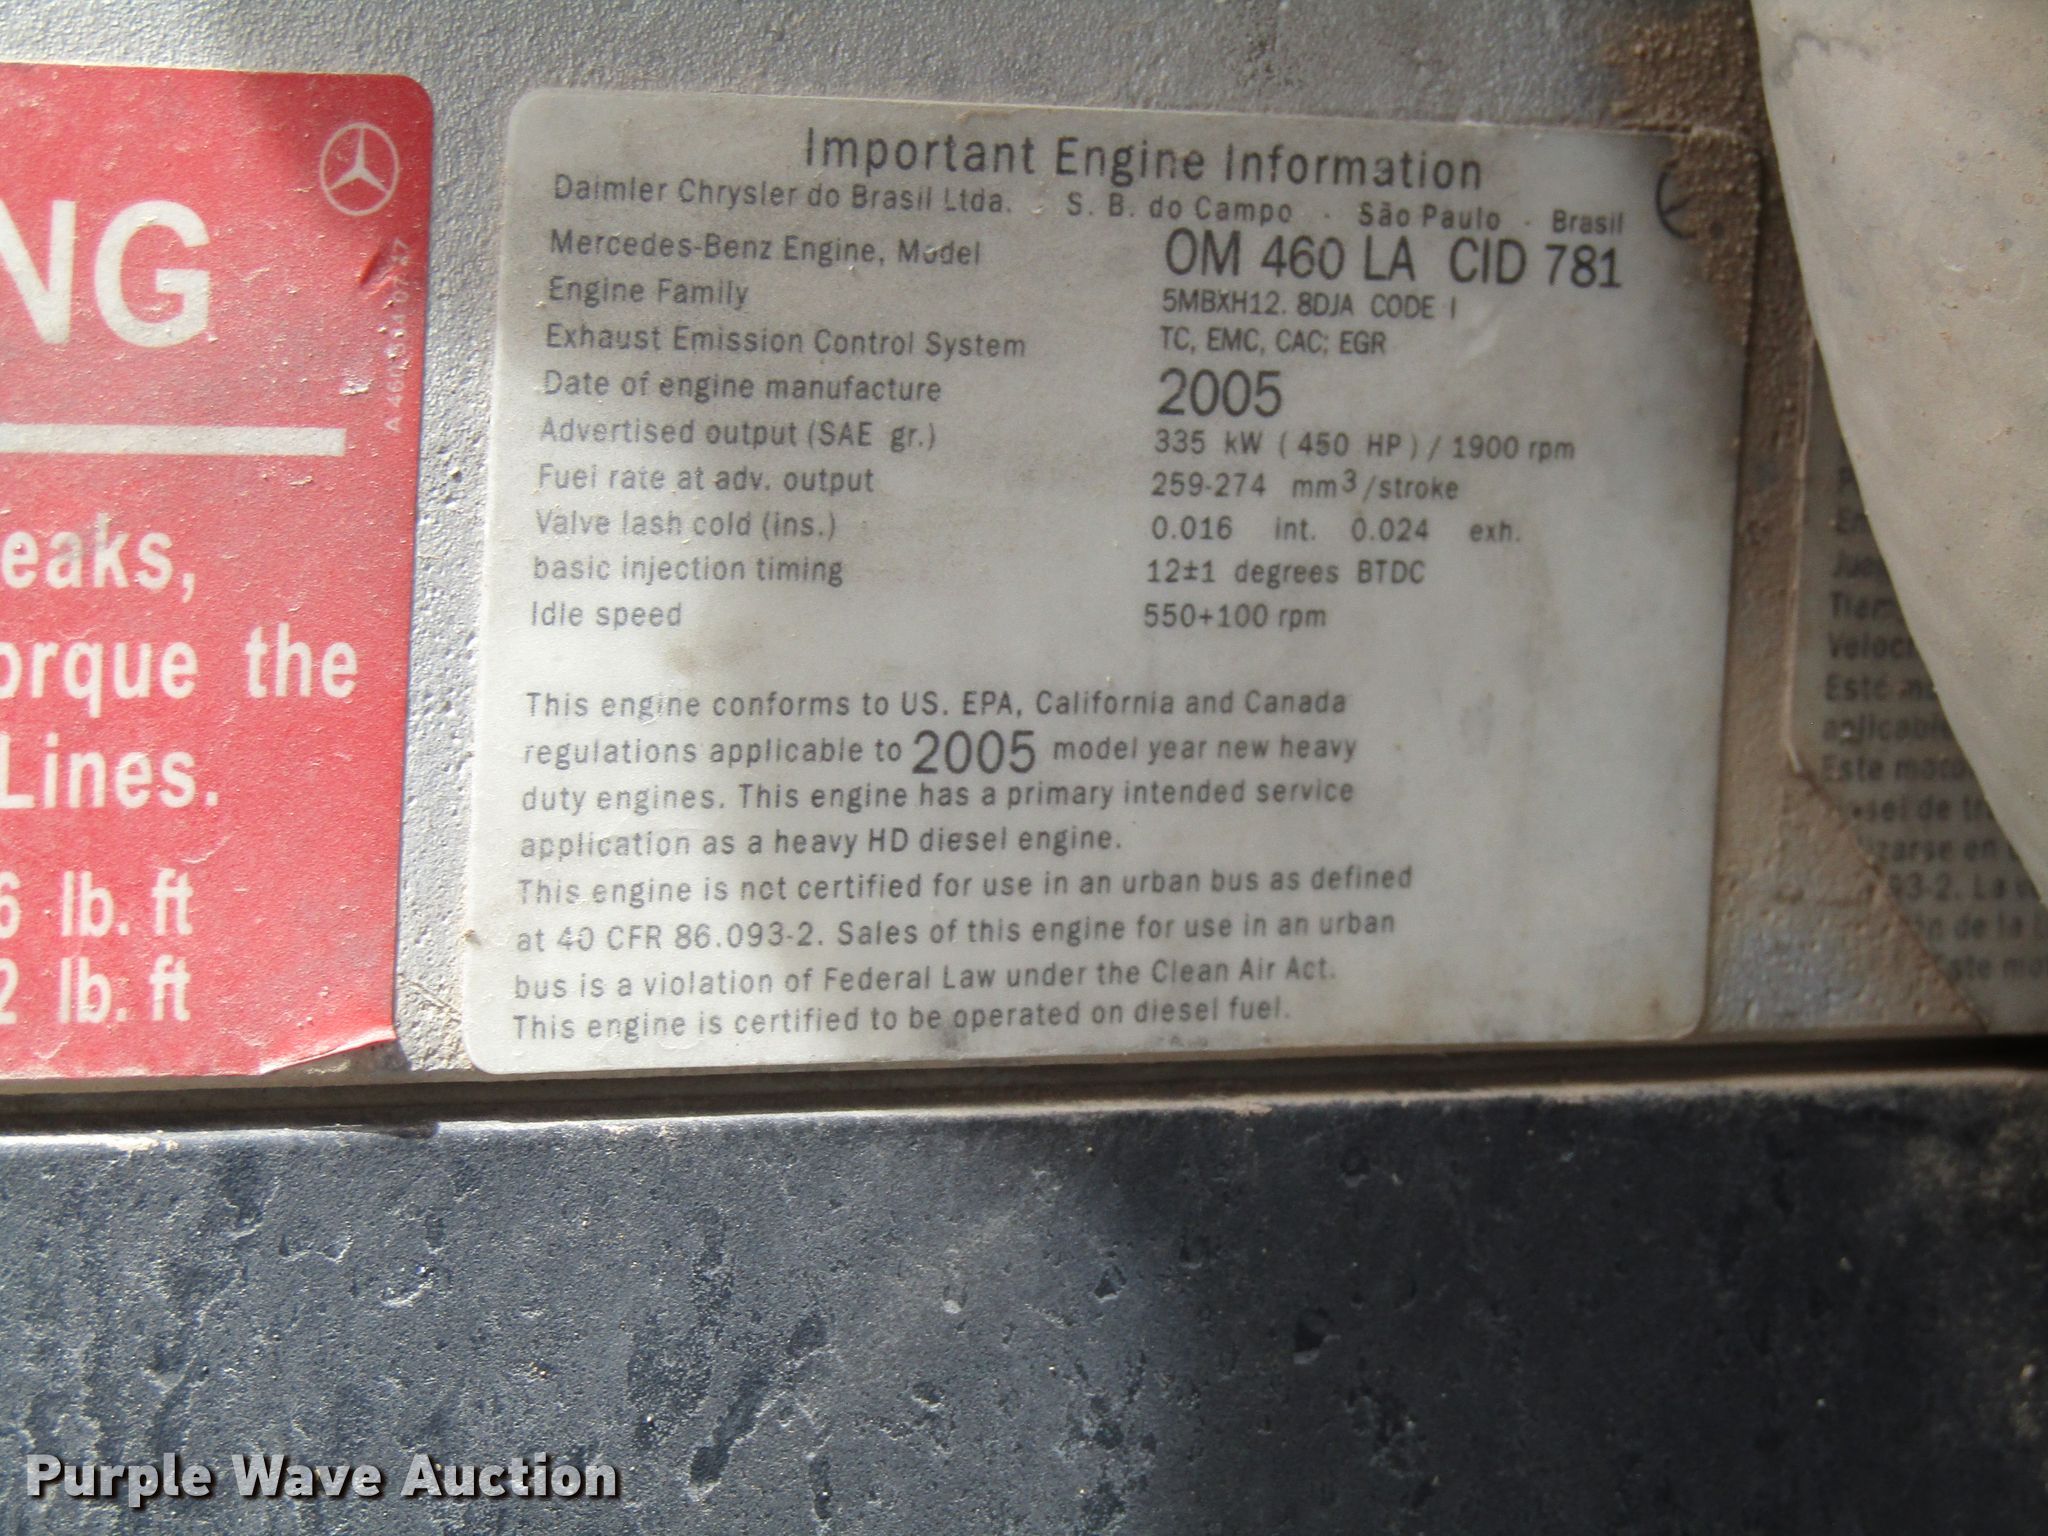 NG
eaks,
orque the
Lines.
6 lb. ft
2 lb. ft
Important Engine Information
Daimler Chrysler do Brasil Ltda. S. B. do Campo - São Paulo - Brasil
Mercedes-Benz Engine, Model OM 460 LA CID 781
Engine Family 5MBXH12. 8DJA CODE I
Exhaust Emission Control System TC, EMC, CAC; EGR
Date of engine manufacture 2005
Advertised output (SAE gr.) 335 kW ( 450 HP ) / 1900 rpm
Fuel rate at adv. output 259-274 mm3/stroke
Valve lash cold (ins.) 0.016 int. 0.024 exh.
basic injection timing 12±1 degrees BTDC
Idle speed 550+100 rpm
This engine conforms to US. EPA, California and Canada
regulations applicable to 2005 model year new heavy
duty engines. This engine has a primary intended service
application as a heavy HD diesel engine.
This engine is not certified for use in an urban bus as defined
at 40 CFR 86.093-2. Sales of this engine for use in an urban
bus is a violation of Federal Law under the Clean Air Act.
This engine is certified to be operated on diesel fuel.
Este
Este
93-2. La
de la
Purple Wave Auction